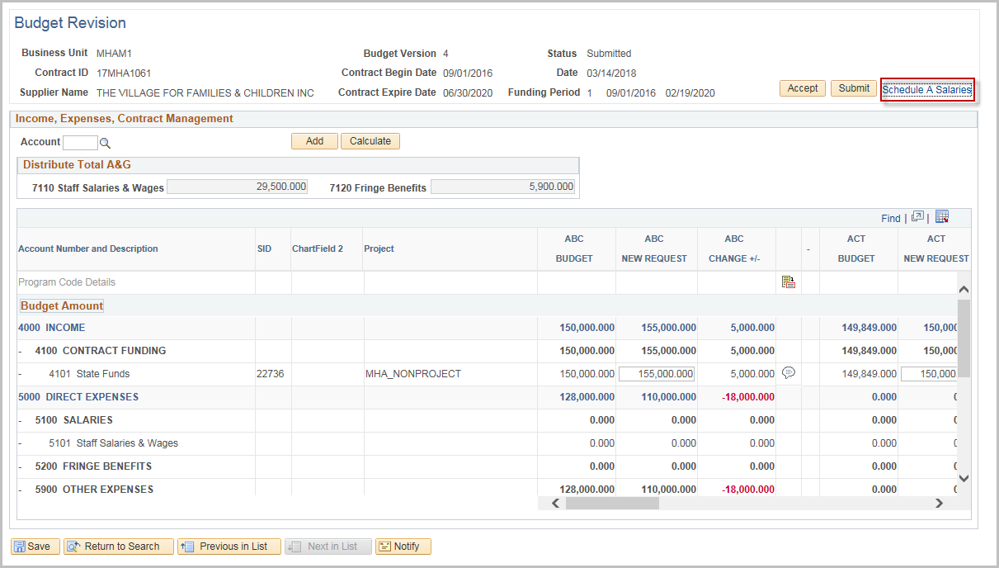 Budget Revision
Business Unit MHAM1 Budget Version 4 Status Submitted
Contract ID 17MHA1061 Contract Begin Date 09/01/2016 Date 03/14/2018
Supplier Name THE VILLAGE FOR FAMILIES & CHILDREN INC Contract Expire Date 06/30/2020 Funding Period 1 09/01/2016 02/19/2020
Accept Submit Schedule A Salaries
Income, Expenses, Contract Management
Account Add Calculate
Distribute Total A&G
7110 Staff Salaries & Wages 29,500.000 7120 Fringe Benefits 5,900.000
Find | |
Account Number and Description SID ChartField 2 Project ABC BUDGET ABC NEW REQUEST ABC CHANGE +/- - ACT BUDGET ACT NEW REQUEST
Program Code Details
Budget Amount
4000 INCOME 150,000.000 155,000.000 5,000.000 149,849.000 150,000
- 4100 CONTRACT FUNDING 150,000.000 155,000.000 5,000.000 149,849.000 150,000
- 4101 State Funds 22736 MHA_NONPROJECT 150,000.000 155,000.000 5,000.000 149,849.000 150,000
5000 DIRECT EXPENSES 128,000.000 110,000.000 -18,000.000 0.000 0
- 5100 SALARIES 0.000 0.000 0.000 0.000 0
- 5101 Staff Salaries & Wages 0.000 0.000 0.000 0.000 0
- 5200 FRINGE BENEFITS 0.000 0.000 0.000 0.000 0
- 5900 OTHER EXPENSES 128,000.000 110,000.000 -18,000.000 0.000 0
Save Return to Search Previous in List Next in List Notify